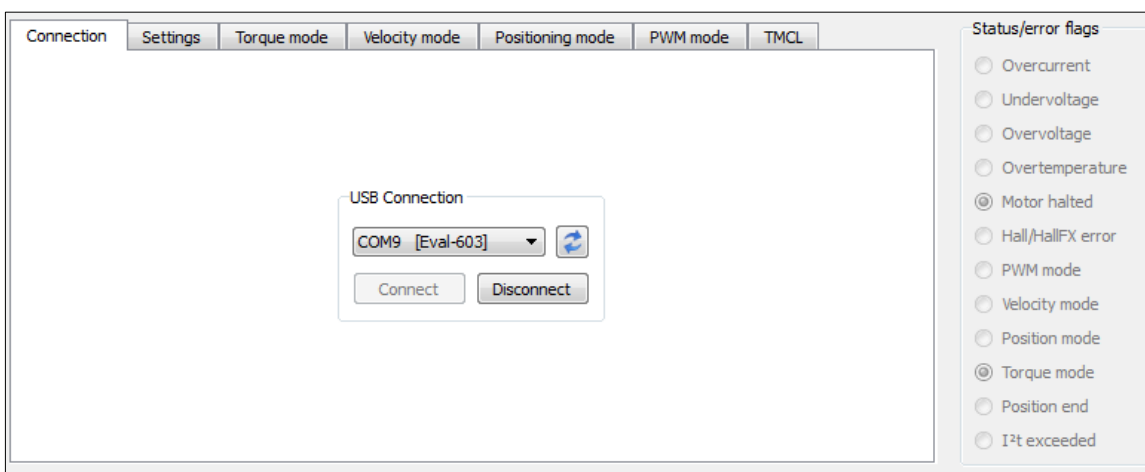 Connection Settings Torque mode Velocity mode Positioning mode PWM mode TMCL
USB Connection
COM9 [Eval-603]
Connect Disconnect
Status/error flags
Overcurrent
Undervoltage
Overvoltage
Overtemperature
Motor halted
Hall/HallFX error
PWM mode
Velocity mode
Position mode
Torque mode
Position end
I²t exceeded